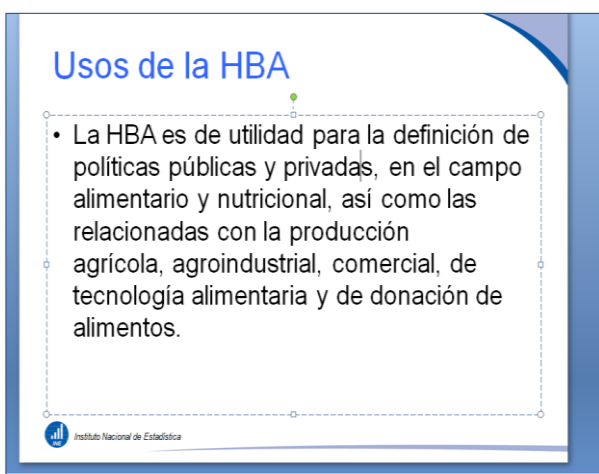 Usos de la HBA
• La HBA es de utilidad para la definición de
políticas públicas y privadas, en el campo
alimentario y nutricional, así como las
relacionadas con la producción
agrícola, agroindustrial, comercial, de
tecnología alimentaria y de donación de
alimentos.
INE
Instituto Nacional de Estadística